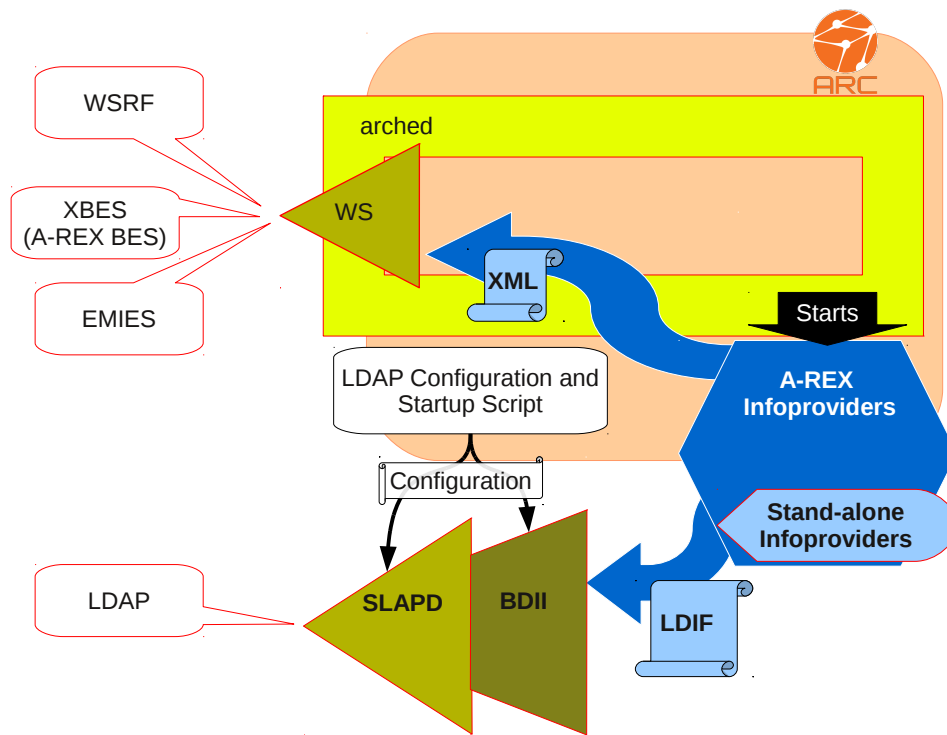 ARC
WSRF
arched
XBES
(A-REX BES)
WS
XML
EMIES
Starts
LDAP Configuration and
Startup Script
A-REX
Infoproviders
Configuration
Stand-alone
Infoproviders
LDAP
SLAPD
BDII
LDIF